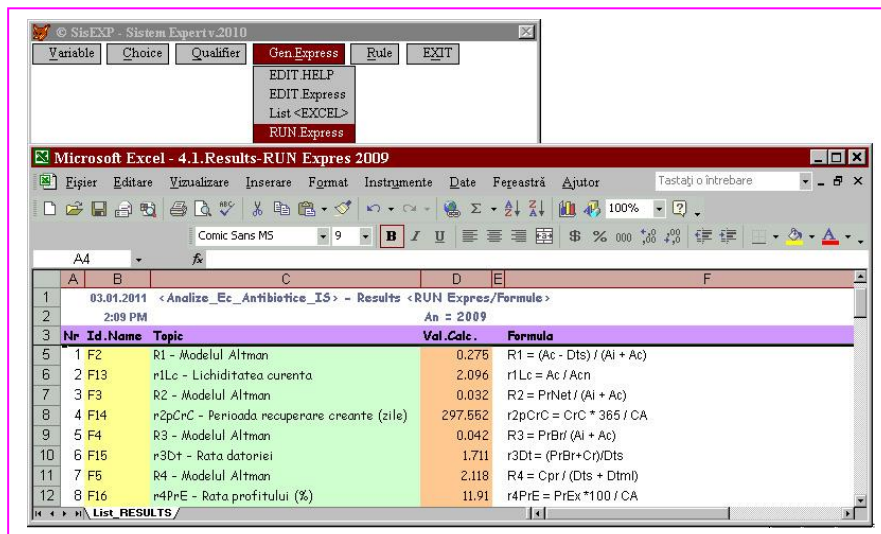 © SisEXP - Sistem Expert v.2010
Variable Choice Qualifier Gen.Express Rule EXIT
EDIT.HELP
EDIT.Express
List <EXCEL>
RUN.Express
Microsoft Excel - 4.1.Results-RUN Expres 2009
Fişier Editare Vizualizare Inserare Format Instrumente Date Fereastră Ajutor Tastaţi o întrebare
100%
Comic Sans MS 9 B I U $ % 000
A4 fx
A B C D E F
1 03.01.2011 <Analize_Ec_Antibiotice_IS> - Results <RUN Expres/Formule>
2 2:09 PM An = 2009
3 Nr Id.Name Topic Val.Calc. Formula
5 1 F2 R1 - Modelul Altman 0.275 R1 = (Ac - Dts) / (Ai + Ac)
6 2 F13 r1Lc - Lichiditatea curenta 2.096 r1Lc = Ac / Acn
7 3 F3 R2 - Modelul Altman 0.032 R2 = PrNet / (Ai + Ac)
8 4 F14 r2pCrC - Perioada recuperare creante (zile) 297.552 r2pCrC = CrC * 365 / CA
9 5 F4 R3 - Modelul Altman 0.042 R3 = PrBr/ (Ai + Ac)
10 6 F15 r3Dt - Rata datoriei 1.711 r3Dt = (PrBr+Cr)/Dts
11 7 F5 R4 - Modelul Altman 2.118 R4 = Cpr / (Dts + Dtml)
12 8 F16 r4PrE - Rata profitului (%) 11.91 r4PrE = PrEx *100 / CA
List_RESULTS